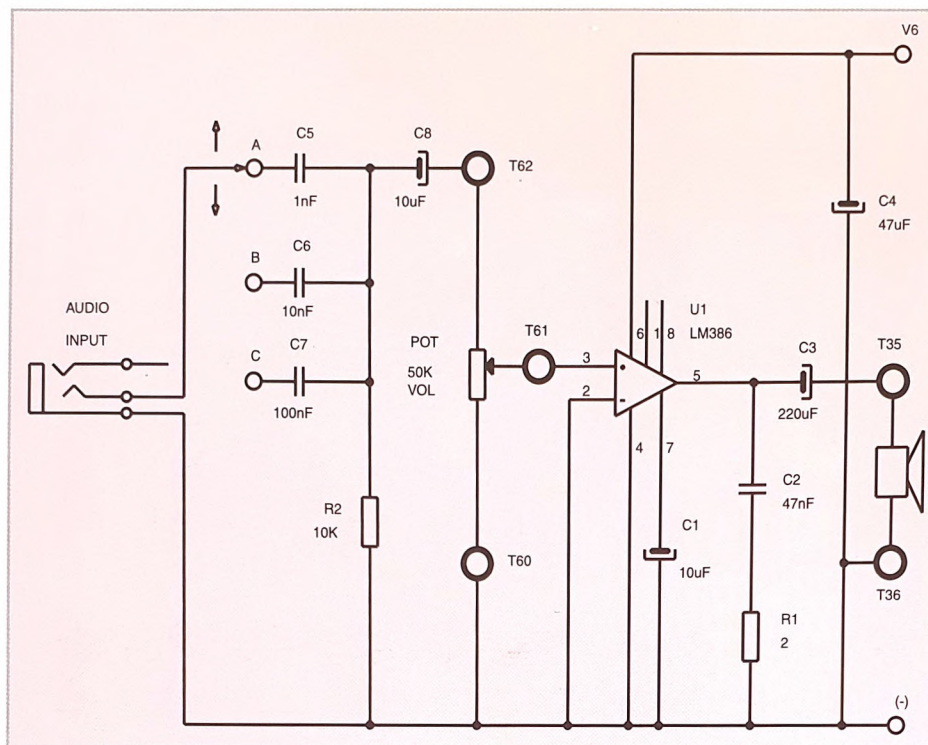 V6
A
C5
C8
T62
1nF
10uF
C4
47uF
B
C6
10nF
AUDIO
INPUT
U1
LM386
POT
50K
VOL
T61
6
1
8
C3
T35
C
C7
100nF
3
2
5
220uF
4
7
R2
10K
C2
47nF
C1
10uF
T60
T36
R1
2
(-)